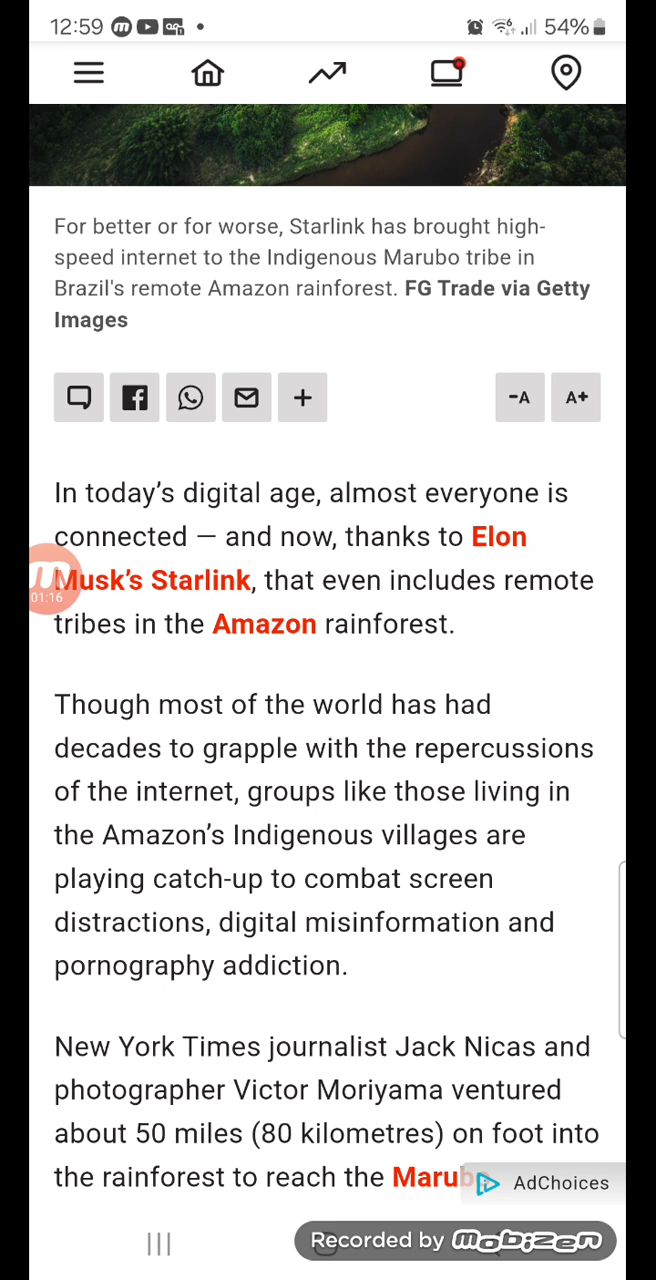 12:59 54%
For better or for worse, Starlink has brought high-
speed internet to the Indigenous Marubo tribe in
Brazil's remote Amazon rainforest. FG Trade via Getty
Images
-A A+
In today’s digital age, almost everyone is
connected — and now, thanks to Elon
Musk’s Starlink, that even includes remote
01:16
tribes in the Amazon rainforest.
Though most of the world has had
decades to grapple with the repercussions
of the internet, groups like those living in
the Amazon’s Indigenous villages are
playing catch-up to combat screen
distractions, digital misinformation and
pornography addiction.
New York Times journalist Jack Nicas and
photographer Victor Moriyama ventured
about 50 miles (80 kilometres) on foot into
the rainforest to reach the Marubo
AdChoices
Recorded by mobizen